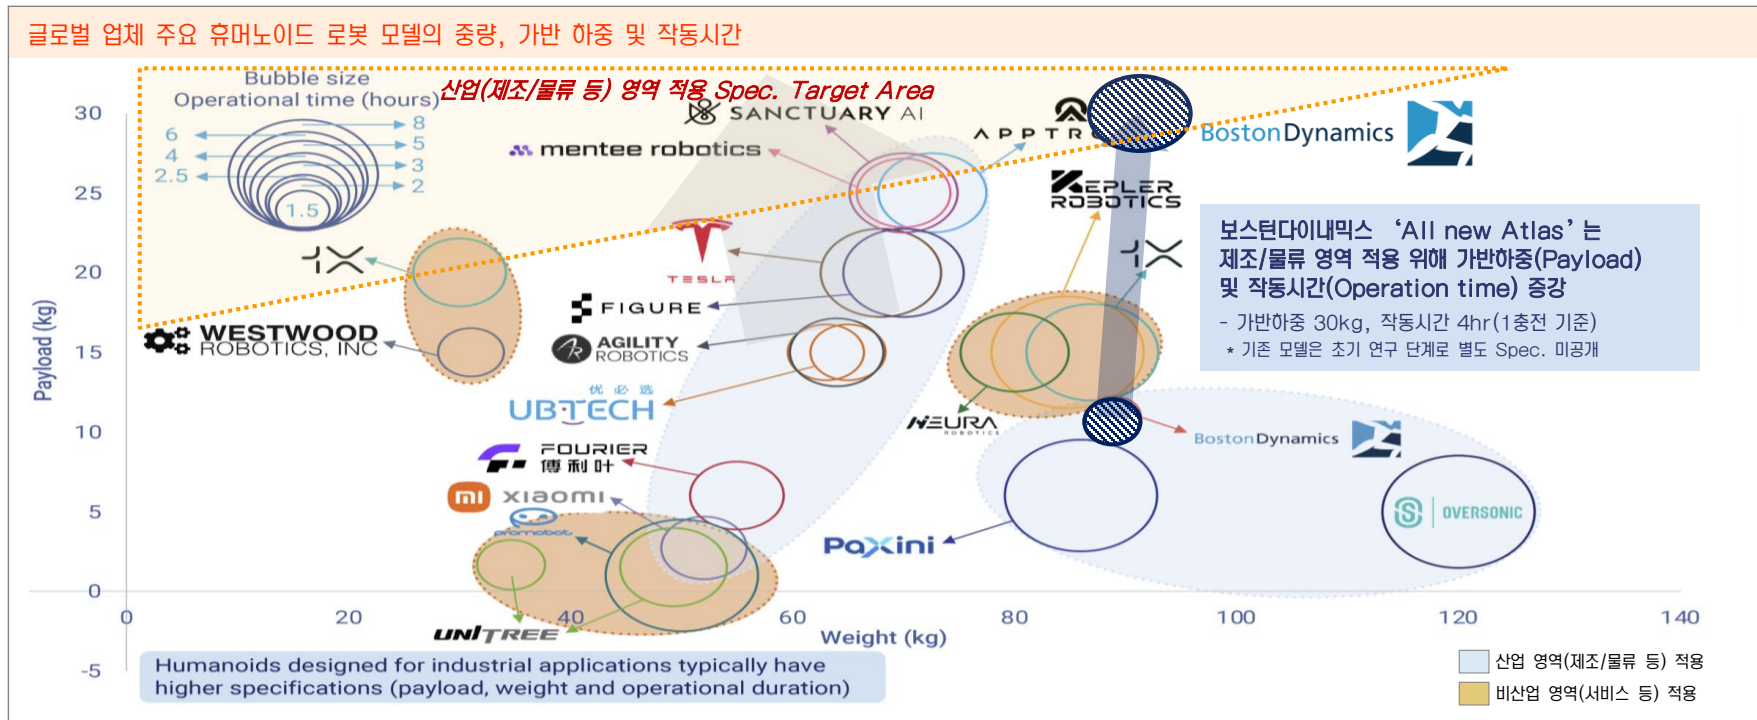 글로벌 업체 주요 휴머노이드 로봇 모델의 중량, 가반 하중 및 작동시간
Bubble size
Operational time (hours)
산업(제조/물류 등) 영역 적용 Spec. Target Area
8
6
5
4
3
2.5
2
1.5
SANCTUARY AI
mentee robotics
APPTR
BostonDynamics
KEPLER
ROBOTICS
1X
TESLA
FIGURE
1X
WESTWOOD
ROBOTICS, INC
AGILITY
ROBOTICS
优必选
UBTECH
FOURIER
傅利叶
mi xiaomi
promobot
UNITREE
NEURA
ROBOTICS
PaXini
BostonDynamics
OVERSONIC
보스턴다이내믹스 ‘All new Atlas’는
제조/물류 영역 적용 위해 가반하중(Payload)
및 작동시간(Operation time) 증강
- 가반하중 30kg, 작동시간 4hr(1충전 기준)
* 기존 모델은 초기 연구 단계로 별도 Spec. 미공개
Payload (kg)
30
25
20
15
10
5
0
-5
0
20
40
60
80
100
120
140
Weight (kg)
Humanoids designed for industrial applications typically have
higher specifications (payload, weight and operational duration)
산업 영역(제조/물류 등) 적용
비산업 영역(서비스 등) 적용